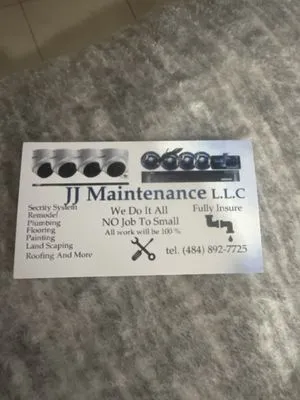 JJ Maintenance L.L.C
Secrity System
Remodel
Plumbing
Flooring
Painting
Land Scaping
Roofing And More
We Do It All
NO Job To Small
All work will be 100 %
Fully Insure
tel. (484) 892-7725